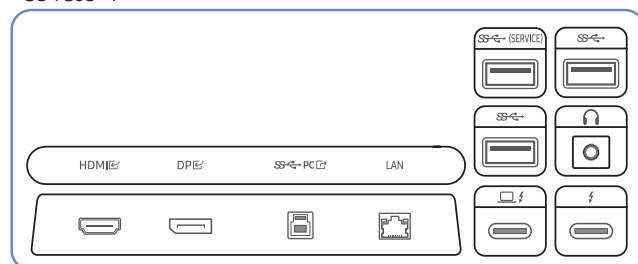 (SERVICE)
HDMI
DP
PC
LAN